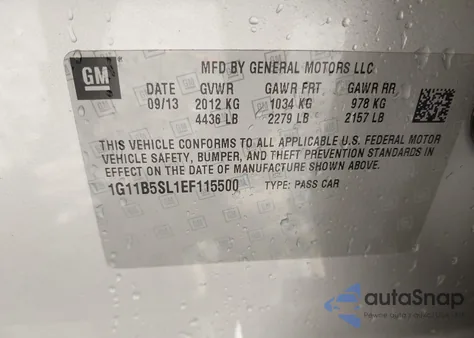 GM
MFD BY GENERAL MOTORS LLC
DATE GVWR GAWR FRT GAWR RR
09/13 2012 KG 1034 KG 978 KG
4436 LB 2279 LB 2157 LB
THIS VEHICLE CONFORMS TO ALL APPLICABLE U.S. FEDERAL MOTOR
VEHICLE SAFETY, BUMPER, AND THEFT PREVENTION STANDARDS IN
EFFECT ON THE DATE OF MANUFACTURE SHOWN ABOVE.
1G11B5SL1EF115500 TYPE: PASS CAR
autoSnap